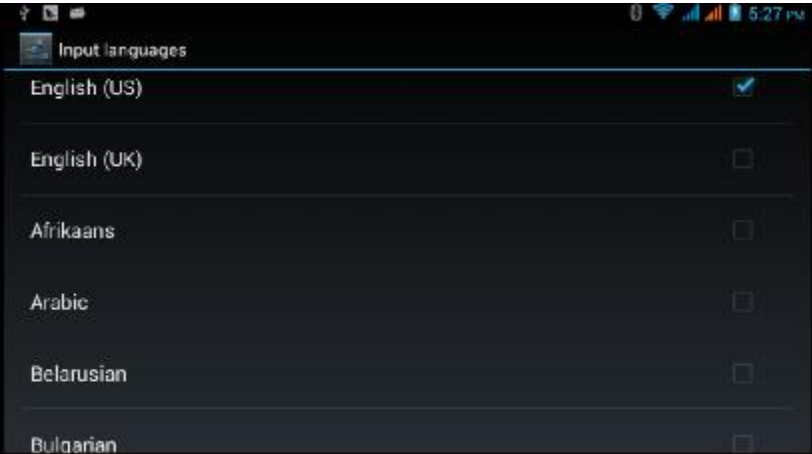 5:27 PM
Input languages
English (US)
English (UK)
Afrikaans
Arabic
Belarusian
Bulgarian